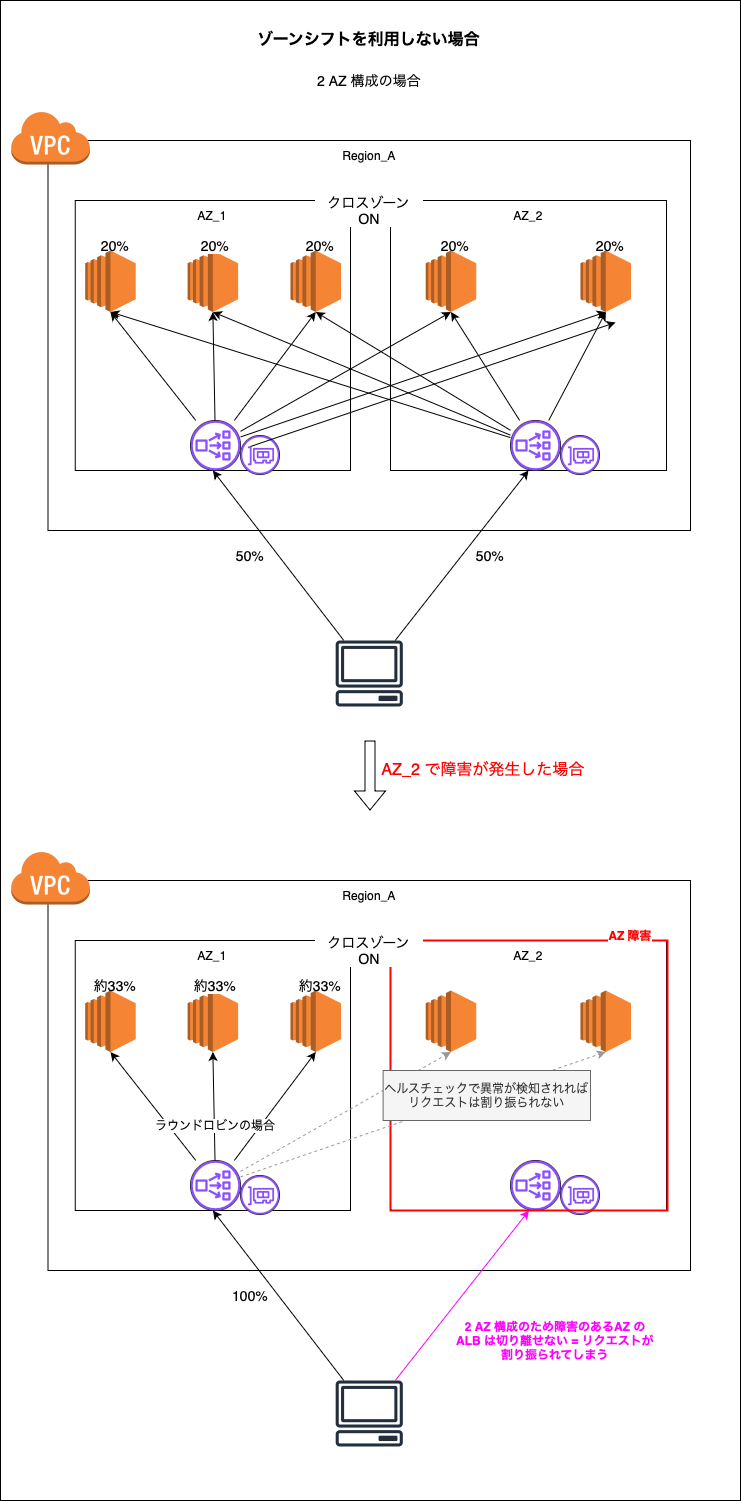 ゾーンシフトを利用しない場合
2 AZ 構成の場合
VPC
Region_A
クロスゾーン
ON
AZ_1
AZ_2
20%
20%
20%
20%
20%
50%
50%
AZ_2 で障害が発生した場合
VPC
Region_A
クロスゾーン
ON
AZ 障害
AZ_1
AZ_2
約33%
約33%
約33%
ヘルスチェックで異常が検知されれば
リクエストは割り振られない
ラウンドロビンの場合
100%
2 AZ 構成のため障害のあるAZ の
ALB は切り離せない = リクエストが
割り振られてしまう